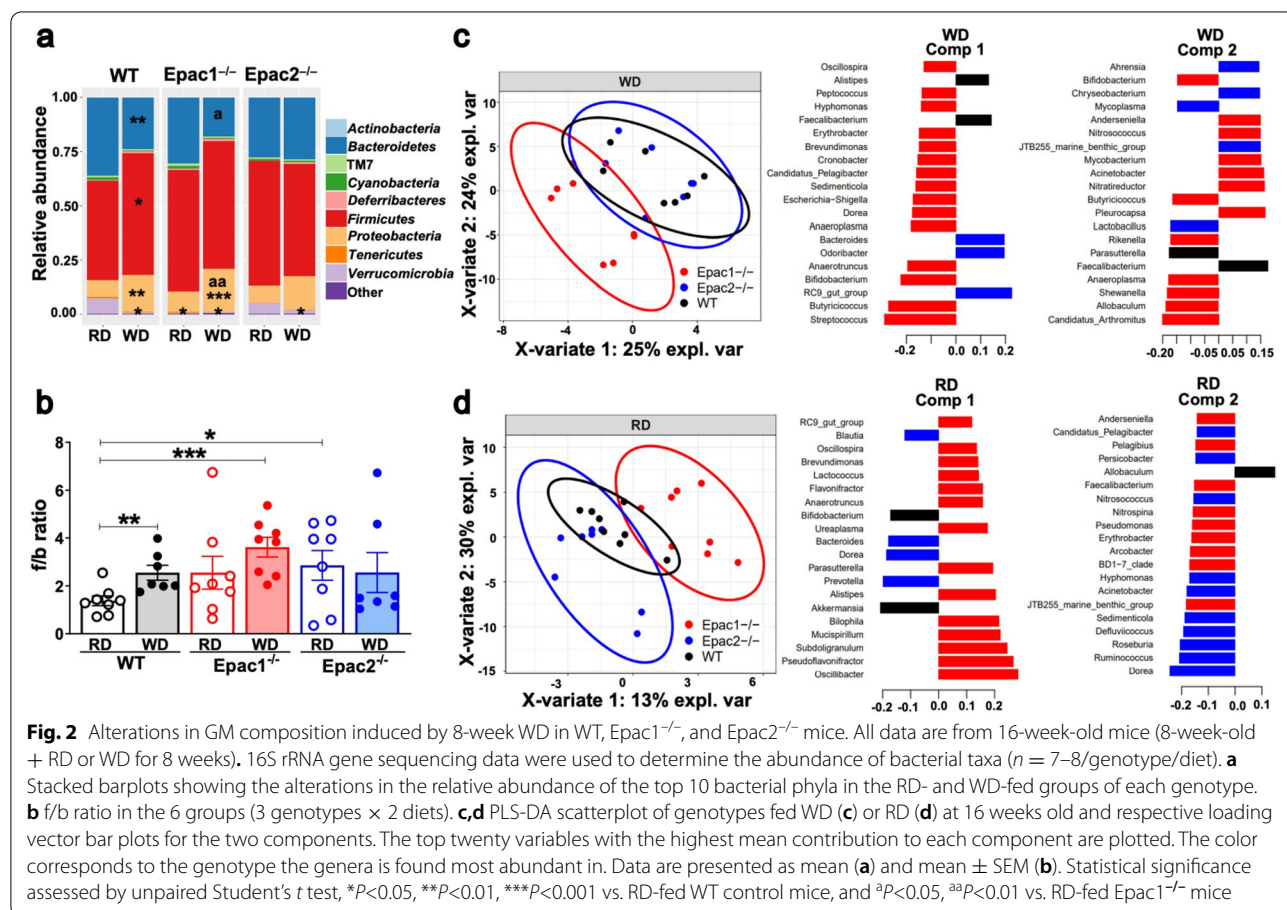 a
WT Epac1−/− Epac2−/−
Relative abundance
1.00
0.75
0.50
0.25
0.00
**
*
**
*
*
a
aa
***
*
*
RD WD RD WD RD WD
Actinobacteria
Bacteroidetes
TM7
Cyanobacteria
Deferribacteres
Firmicutes
Proteobacteria
Tenericutes
Verrucomicrobia
Other
b
f/b ratio
8
6
4
2
0
*
***
**
RD WD RD WD RD WD
WT Epac1-/- Epac2-/-
c
WD
X-variate 2: 24% expl. var
10
5
0
-5
-10
-8 -4 0 4
X-variate 1: 25% expl. var
Epac1−/−
Epac2−/−
WT
WD
Comp 1
Oscillospira
Alistipes
Peptococcus
Hyphomonas
Faecalibacterium
Erythrobacter
Brevundimonas
Cronobacter
Candidatus_Pelagibacter
Sedimenticola
Escherichia−Shigella
Dorea
Anaeroplasma
Bacteroides
Odoribacter
Anaerotruncus
Bifidobacterium
RC9_gut_group
Butyricicoccus
Streptococcus
-0.2 0.0 0.1 0.2
WD
Comp 2
Ahrensia
Bifidobacterium
Chryseobacterium
Mycoplasma
Anderseniella
Nitrosococcus
JTB255_marine_benthic_group
Mycobacterium
Acinetobacter
Nitratireductor
Butyricicoccus
Pleurocapsa
Lactobacillus
Rikenella
Parasutterella
Faecalibacterium
Anaeroplasma
Shewanella
Allobaculum
Candidatus_Arthromitus
-0.20 -0.05 0.05 0.15
d
RD
X-variate 2: 30% expl. var
10
5
0
-5
-10
-15
-3 0 3 6
X-variate 1: 13% expl. var
Epac1−/−
Epac2−/−
WT
RD
Comp 1
RC9_gut_group
Blautia
Oscillospira
Brevundimonas
Lactococcus
Flavonifractor
Anaerotruncus
Bifidobacterium
Ureaplasma
Bacteroides
Dorea
Parasutterella
Prevotella
Alistipes
Akkermansia
Bilophila
Mucispirillum
Subdoligranulum
Pseudoflavonifractor
Oscillibacter
-0.2 -0.1 0.0 0.1 0.2
RD
Comp 2
Anderseniella
Candidatus_Pelagibacter
Pelagibius
Persicobacter
Allobaculum
Faecalibacterium
Nitrosococcus
Nitrospina
Pseudomonas
Erythrobacter
Arcobacter
BD1−7_clade
Hyphomonas
Acinetobacter
JTB255_marine_benthic_group
Sedimenticola
Defluviicoccus
Roseburia
Ruminococcus
Dorea
-0.2 -0.1 0.0 0.1
Fig. 2 Alterations in GM composition induced by 8-week WD in WT, Epac1−/−, and Epac2−/− mice. All data are from 16-week-old mice (8-week-old
+ RD or WD for 8 weeks). 16S rRNA gene sequencing data were used to determine the abundance of bacterial taxa (n = 7–8/genotype/diet). a
Stacked barplots showing the alterations in the relative abundance of the top 10 bacterial phyla in the RD- and WD-fed groups of each genotype.
b f/b ratio in the 6 groups (3 genotypes × 2 diets). c,d PLS-DA scatterplot of genotypes fed WD (c) or RD (d) at 16 weeks old and respective loading
vector bar plots for the two components. The top twenty variables with the highest mean contribution to each component are plotted. The color
corresponds to the genotype the genera is found most abundant in. Data are presented as mean (a) and mean ± SEM (b). Statistical significance
assessed by unpaired Student's t test, *P<0.05, **P<0.01, ***P<0.001 vs. RD-fed WT control mice, and aP<0.05, aaP<0.01 vs. RD-fed Epac1−/− mice